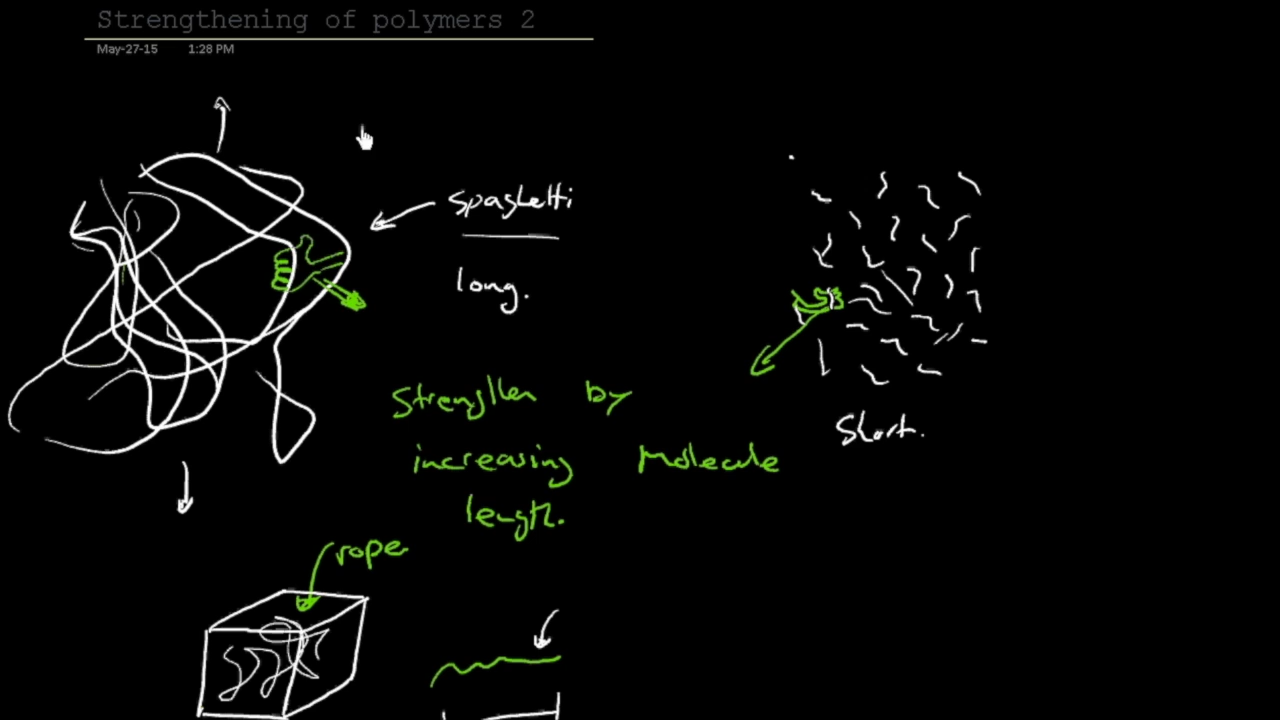 Strengthening of polymers 2
May-27-15 1:28 PM
spaghetti
long.
Strengthen by
increasing Molecule
length.
Short.
rope